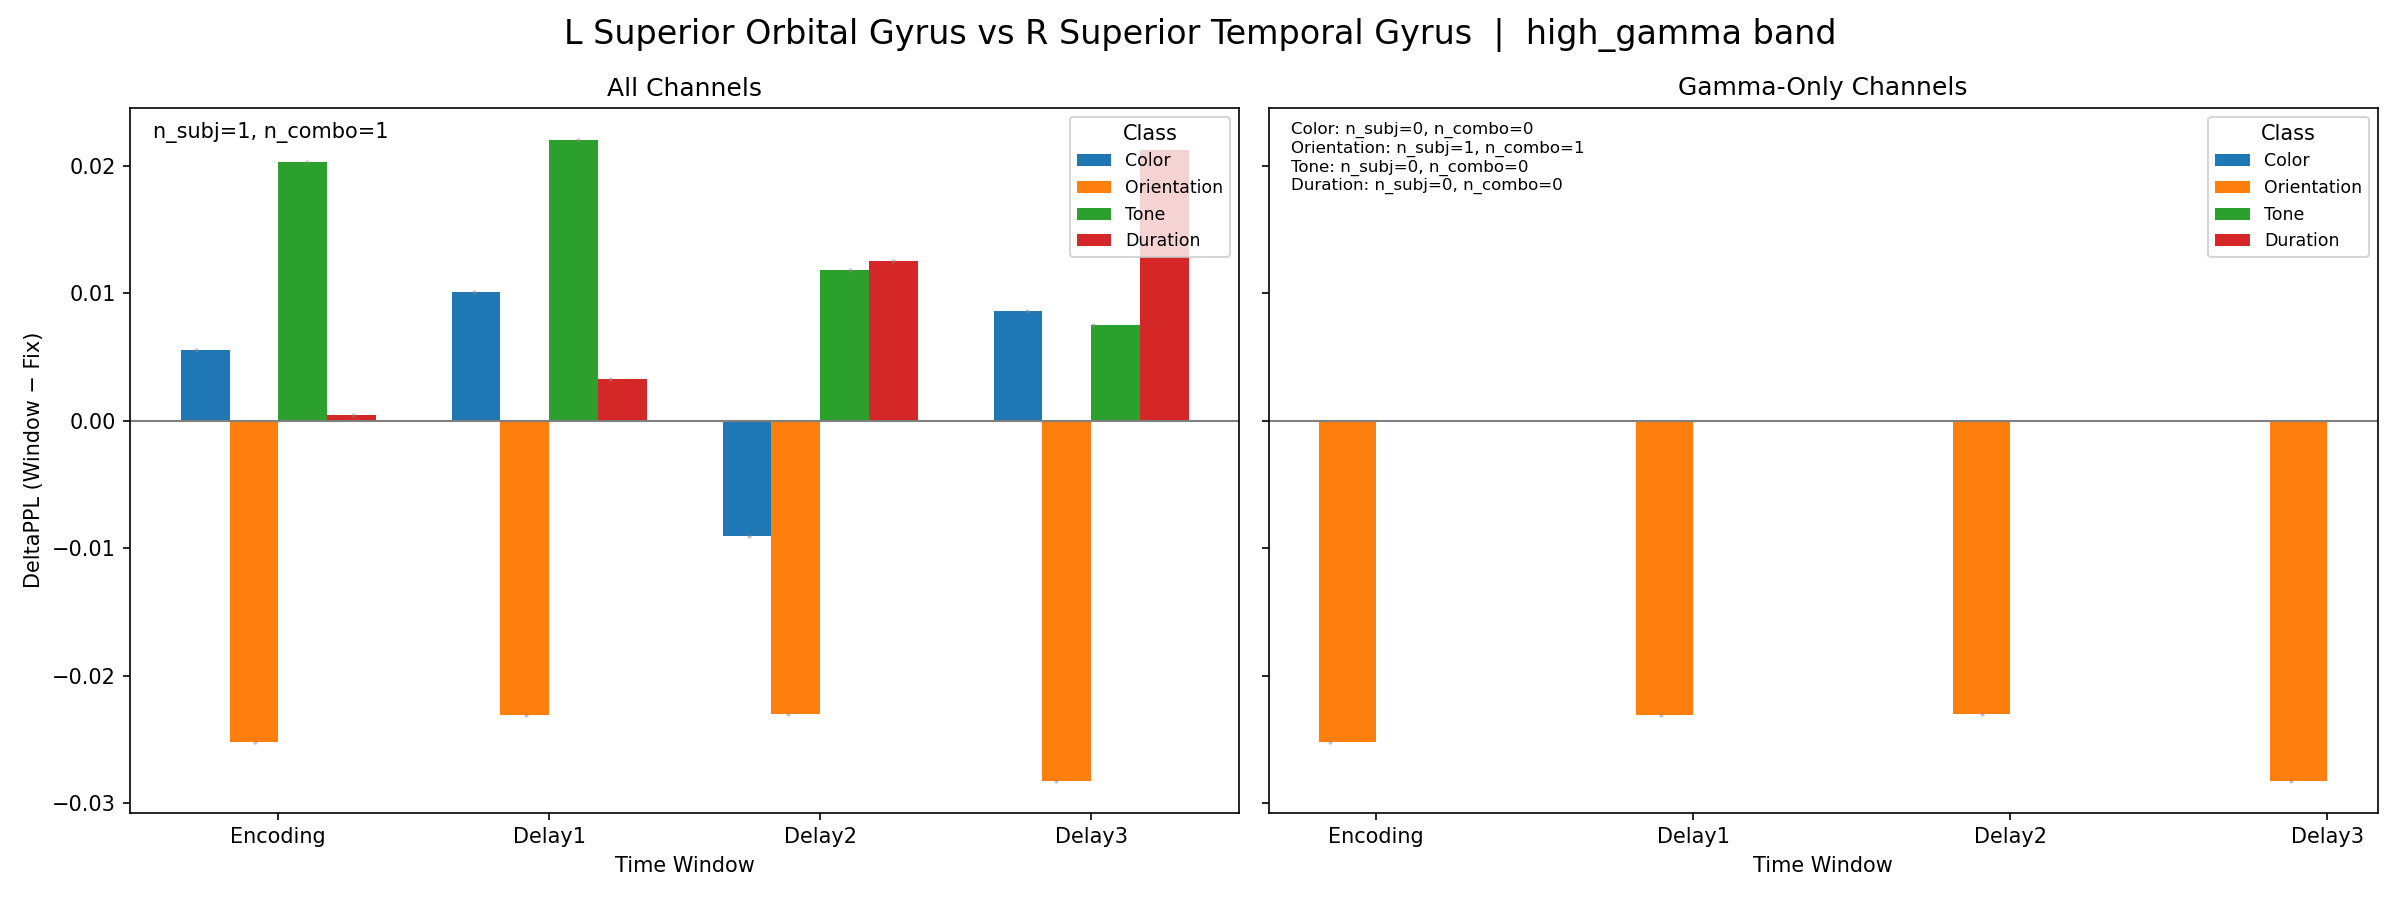 L Superior Orbital Gyrus vs R Superior Temporal Gyrus | high_gamma band
All Channels
n_subj=1, n_combo=1
Class
Color
Orientation
Tone
Duration
0.02
0.01
0.00
−0.01
−0.02
−0.03
DeltaPPL (Window − Fix)
Encoding
Delay1
Delay2
Delay3
Time Window
Gamma-Only Channels
Color: n_subj=0, n_combo=0
Orientation: n_subj=1, n_combo=1
Tone: n_subj=0, n_combo=0
Duration: n_subj=0, n_combo=0
Class
Color
Orientation
Tone
Duration
Encoding
Delay1
Delay2
Delay3
Time Window